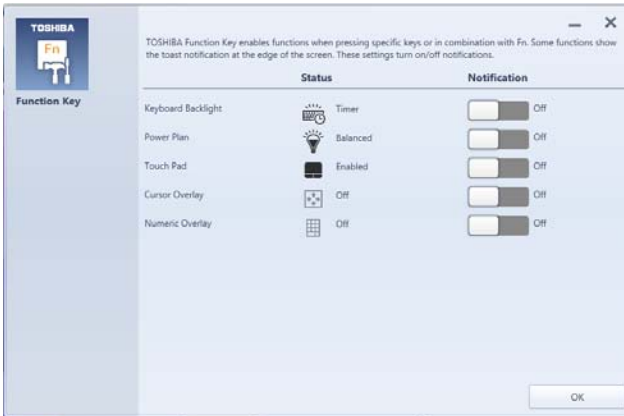 TOSHIBA
Fn
Function Key
TOSHIBA Function Key enables functions when pressing specific keys or in combination with Fn. Some functions show
the toast notification at the edge of the screen. These settings turn on/off notifications.
Status Notification
Keyboard Backlight Timer Off
Power Plan Balanced Off
Touch Pad Enabled Off
Cursor Overlay Off Off
Numeric Overlay Off Off
OK